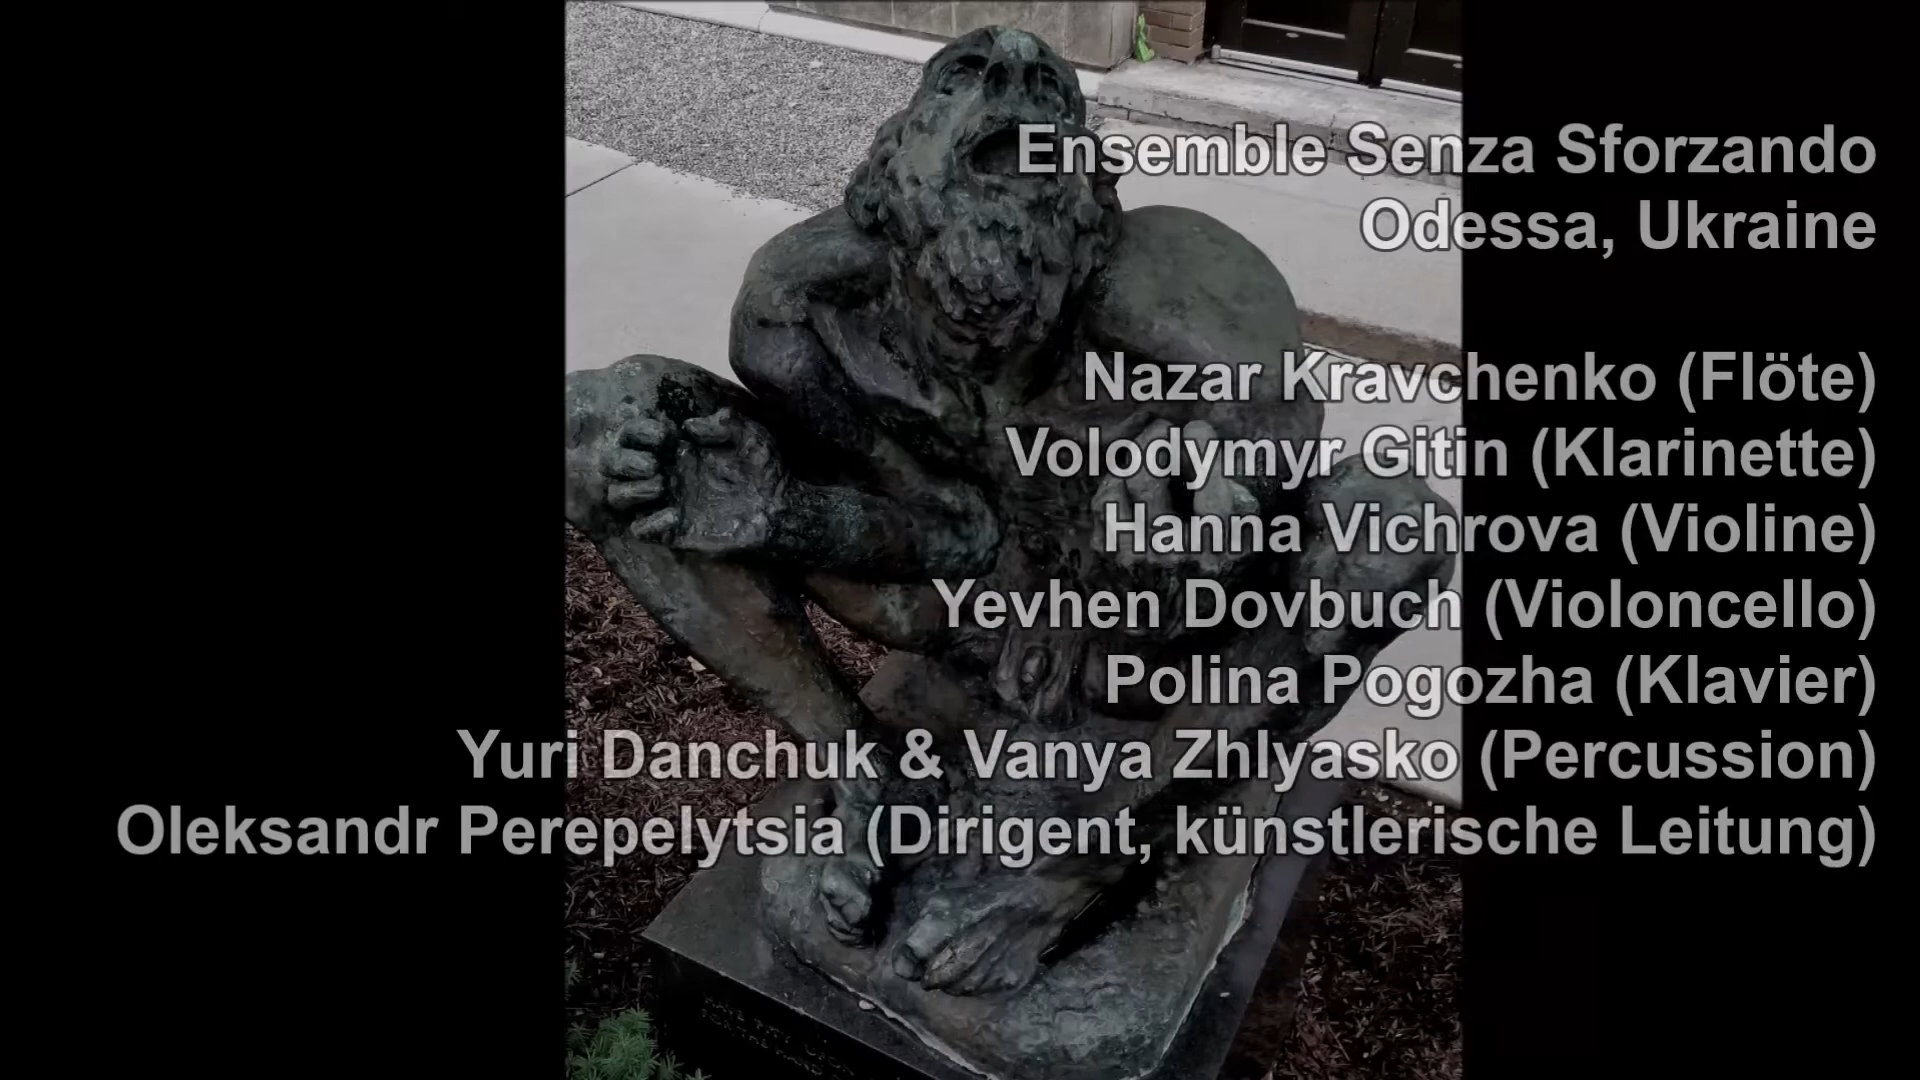 Ensemble Senza Sforzando
Odessa, Ukraine
Nazar Kravchenko (Flöte)
Volodymyr Gitin (Klarinette)
Hanna Vichrova (Violine)
Yevhen Dovbuch (Violoncello)
Polina Pogozha (Klavier)
Yuri Danchuk & Vanya Zhlyasko (Percussion)
Oleksandr Perepelytsia (Dirigent, künstlerische Leitung)